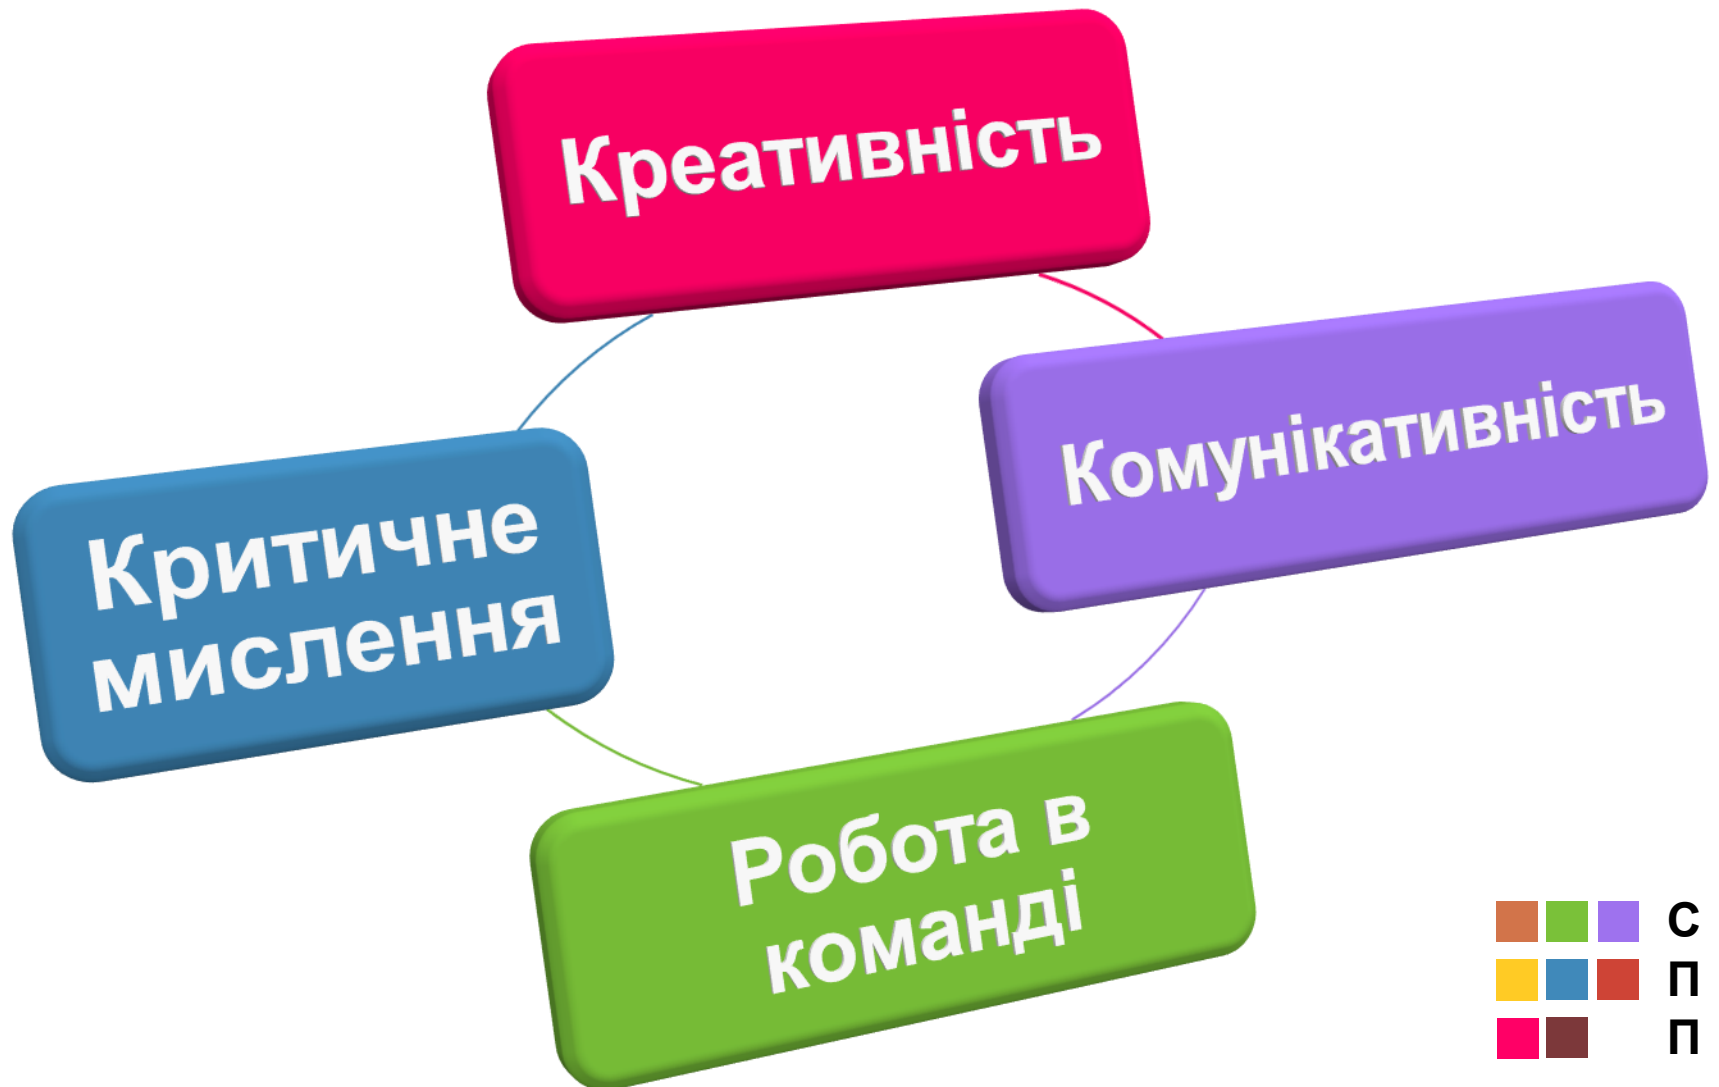 Креативність
Комунікативність
Критичне
мислення
Робота в
команді
С
П
П